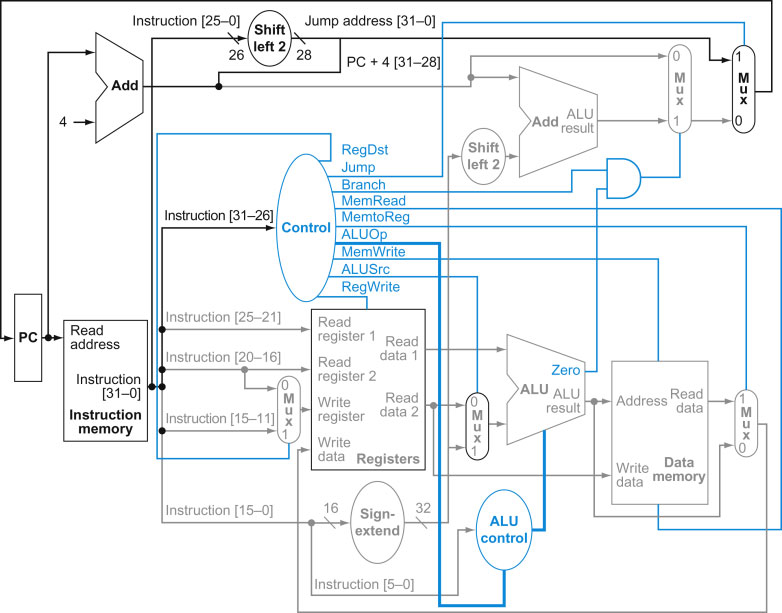 Instruction [25–0]
Shift
left 2
Jump address [31–0]
26
28
PC + 4 [31–28]
Add
4
0
M
u
x
1
1
M
u
x
0
Add
ALU
result
Shift
left 2
RegDst
Jump
Branch
MemRead
MemtoReg
ALUOp
MemWrite
ALUSrc
RegWrite
Instruction [31–26]
Control
PC
Read
address
Instruction
[31–0]
Instruction
memory
Instruction [25–21]
Instruction [20–16]
Instruction [15–11]
0
M
u
x
1
Read
register 1
Read
register 2
Write
register
Write
data
Read
data 1
Read
data 2
Registers
0
M
u
x
1
Zero
ALU
ALU
result
Address
Read
data
Write
data
Data
memory
1
M
u
x
0
Instruction [15–0]
16
Sign-
extend
32
ALU
control
Instruction [5–0]